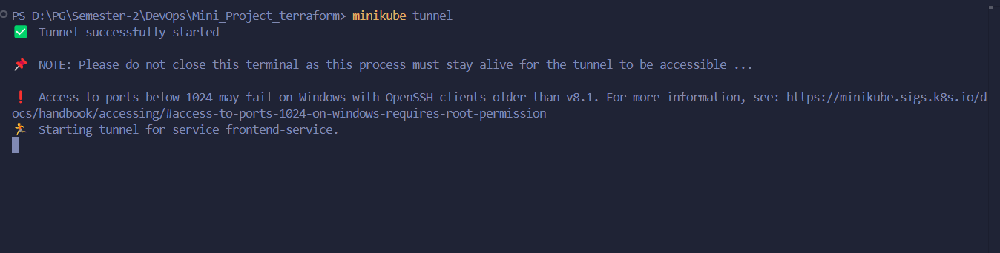 PS D:\PG\Semester-2\DevOps\Mini_Project_terraform> minikube tunnel
✅ Tunnel successfully started
📌 NOTE: Please do not close this terminal as this process must stay alive for the tunnel to be accessible ...
❗ Access to ports below 1024 may fail on Windows with OpenSSH clients older than v8.1. For more information, see: https://minikube.sigs.k8s.io/d
ocs/handbook/accessing/#access-to-ports-1024-on-windows-requires-root-permission
🏃 Starting tunnel for service frontend-service.